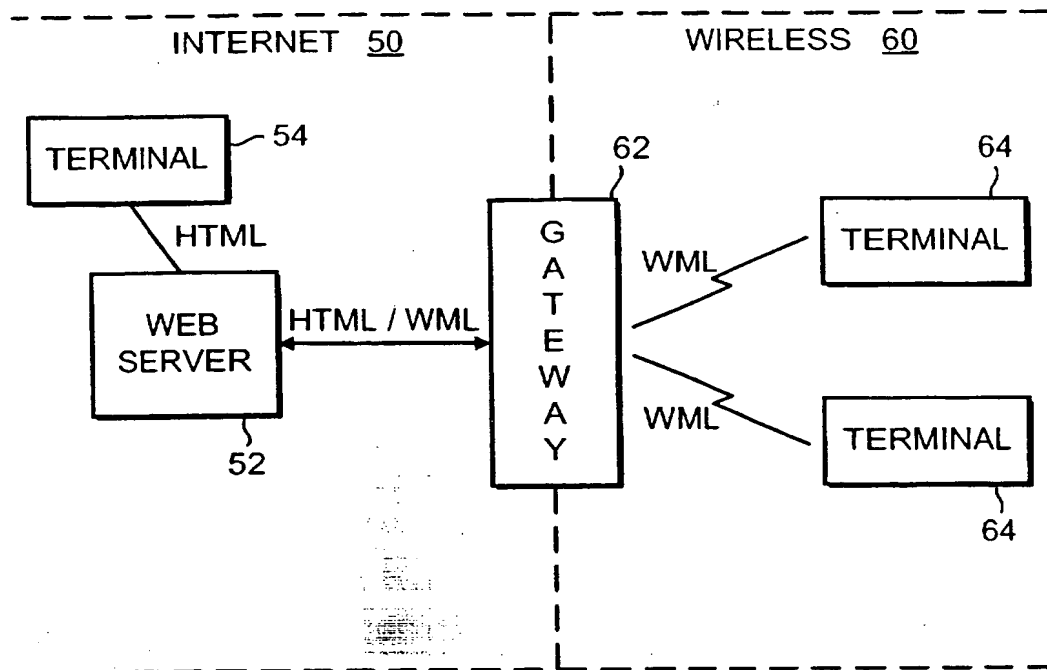 INTERNET 50
WIRELESS 60
TERMINAL
54
HTML
WEB
SERVER
52
HTML / WML
62
GATEWAY
WML
64
TERMINAL
WML
TERMINAL
64